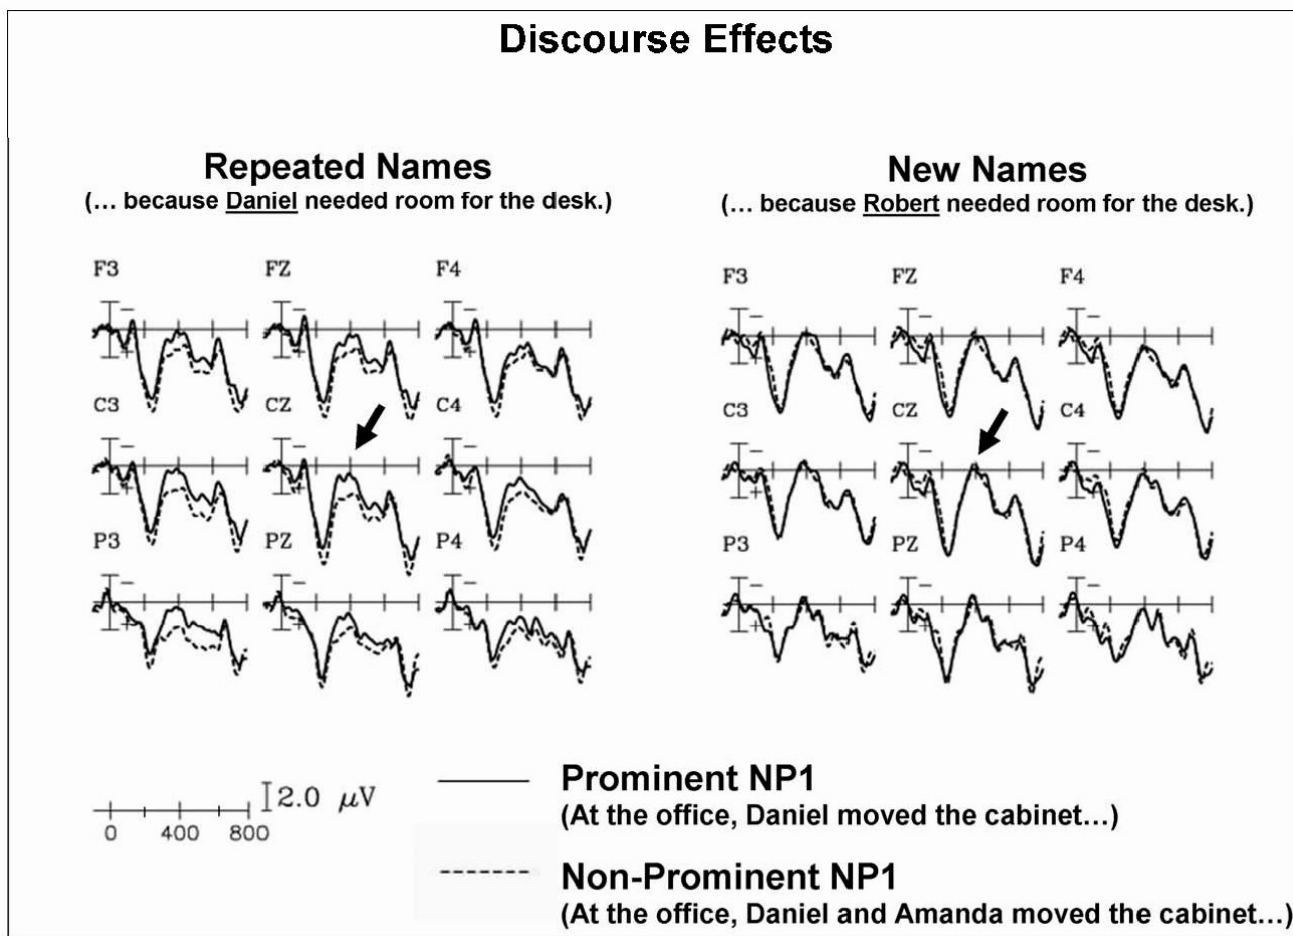 Discourse Effects
Repeated Names
(... because Daniel needed room for the desk.)
New Names
(... because Robert needed room for the desk.)
F3 FZ F4
− − −
+ + +
C3 CZ C4
− − −
+ + +
P3 PZ P4
− − −
+ + +
F3 FZ F4
− − −
+ + +
C3 CZ C4
− − −
+ + +
P3 PZ P4
− − −
+ + +
2.0 μV
0 400 800
Prominent NP1
(At the office, Daniel moved the cabinet...)
Non-Prominent NP1
(At the office, Daniel and Amanda moved the cabinet...)